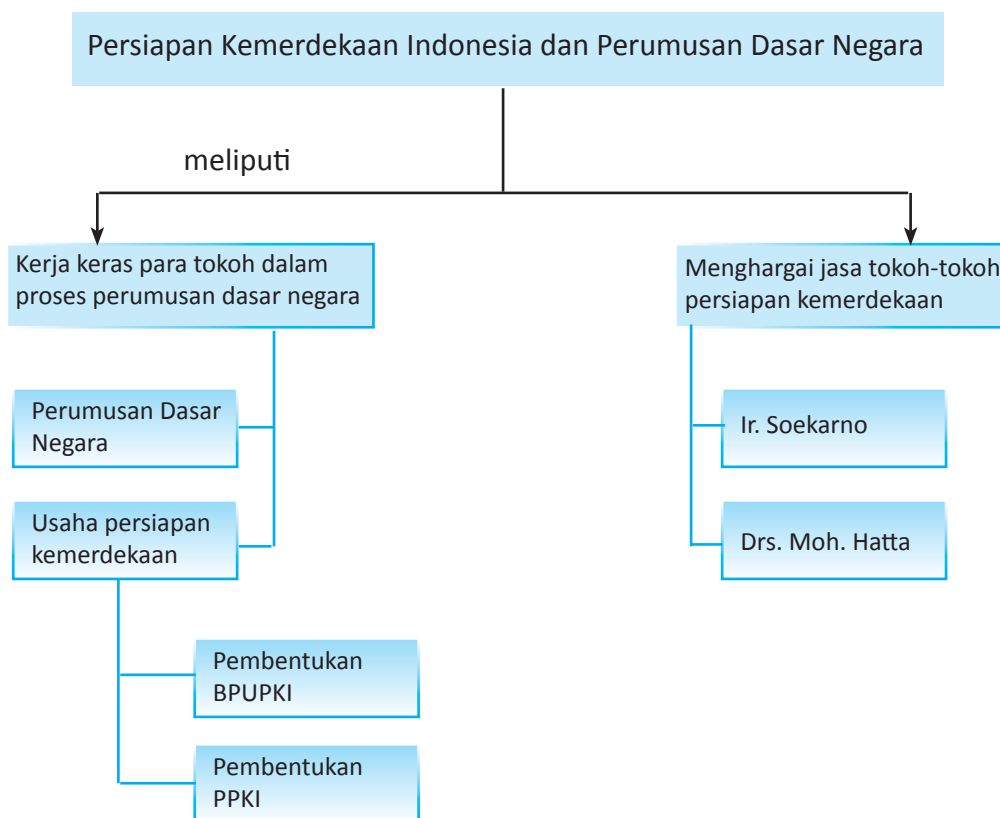 Persiapan Kemerdekaan Indonesia dan Perumusan Dasar Negara
meliputi
Kerja keras para tokoh dalam
proses perumusan dasar negara
Perumusan Dasar
Negara
Usaha persiapan
kemerdekaan
Pembentukan
BPUPKI
Pembentukan
PPKI
Menghargai jasa tokoh-tokoh
persiapan kemerdekaan
Ir. Soekarno
Drs. Moh. Hatta